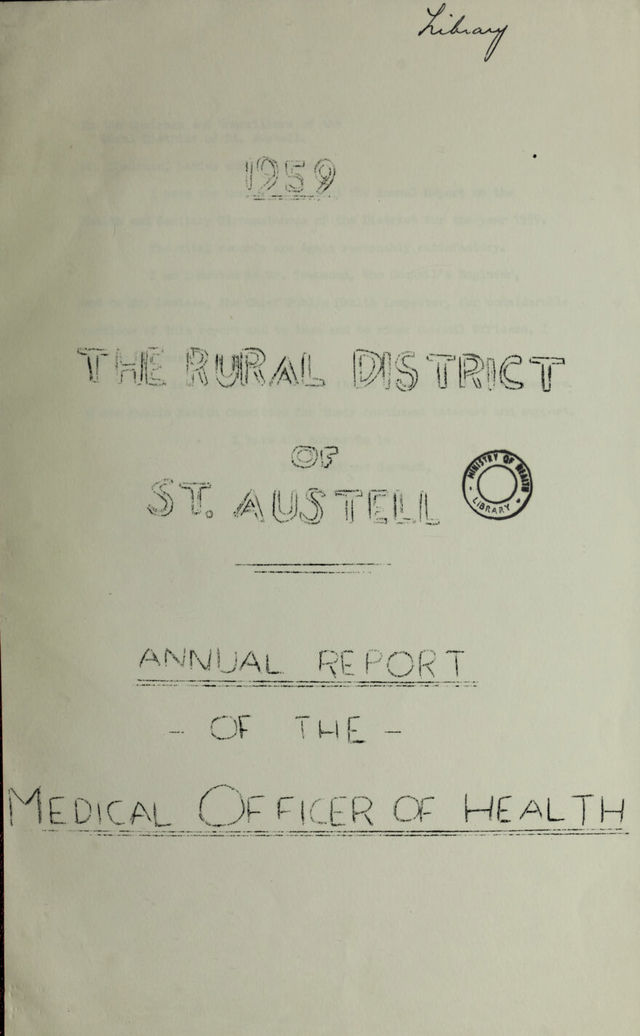 Library
1959
THE RURAL DISTRICT
OF
ST. AUSTELL
MINISTRY OF HEALTH
LIBRARY
ANNUAL REPORT
- OF THE -
MEDICAL OFFICER OF HEALTH